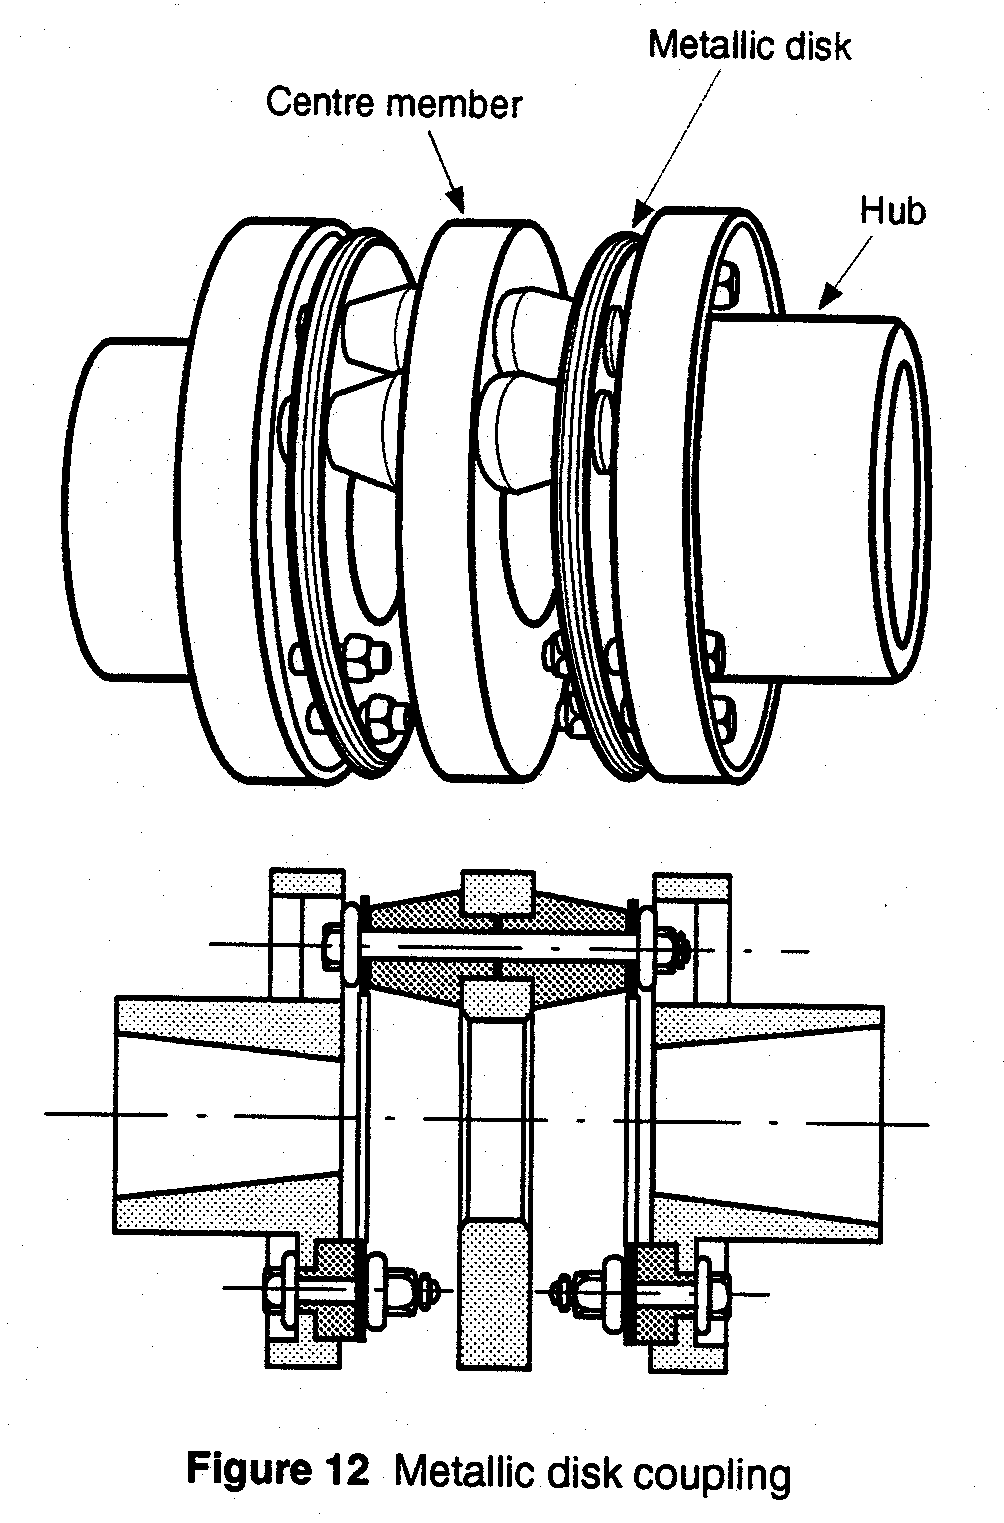 Metallic disk
Centre member
Hub
Figure 12 Metallic disk coupling